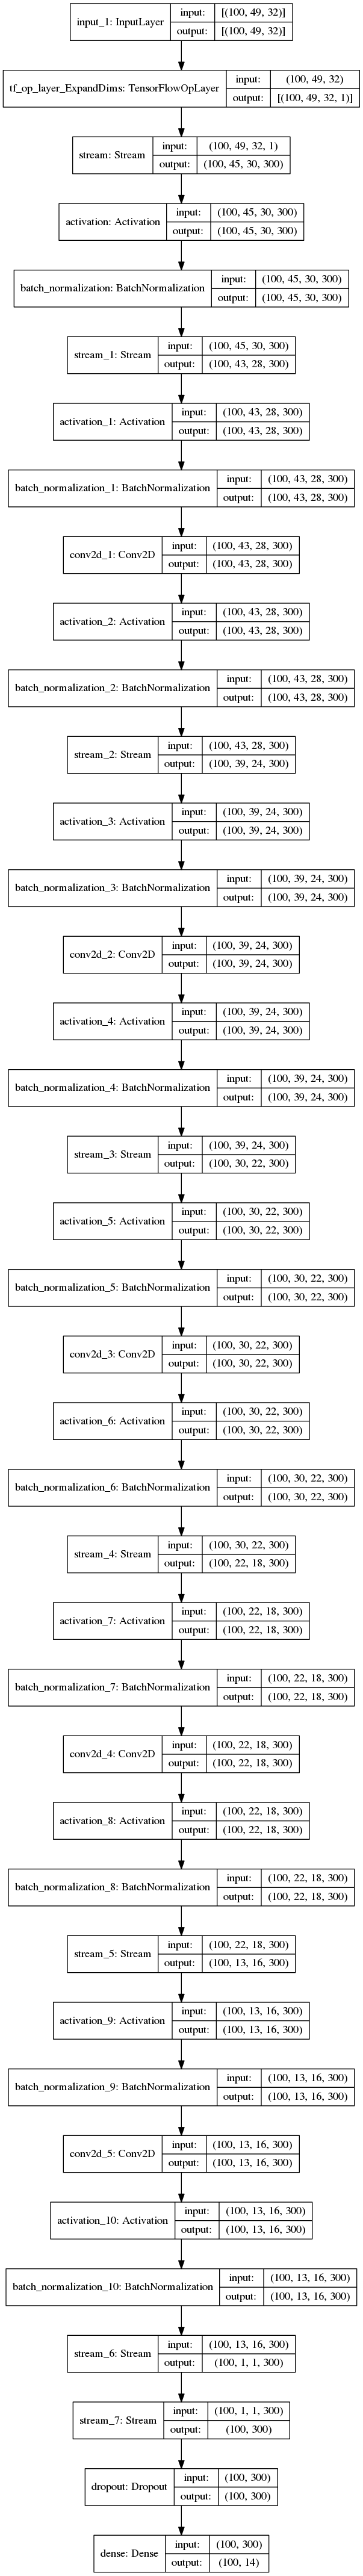 input_1: InputLayer
input: [(100, 49, 32)]
output: [(100, 49, 32)]
tf_op_layer_ExpandDims: TensorFlowOpLayer
input: (100, 49, 32)
output: [(100, 49, 32, 1)]
stream: Stream
input: (100, 49, 32, 1)
output: (100, 45, 30, 300)
activation: Activation
input: (100, 45, 30, 300)
output: (100, 45, 30, 300)
batch_normalization: BatchNormalization
input: (100, 45, 30, 300)
output: (100, 45, 30, 300)
stream_1: Stream
input: (100, 45, 30, 300)
output: (100, 43, 28, 300)
activation_1: Activation
input: (100, 43, 28, 300)
output: (100, 43, 28, 300)
batch_normalization_1: BatchNormalization
input: (100, 43, 28, 300)
output: (100, 43, 28, 300)
conv2d_1: Conv2D
input: (100, 43, 28, 300)
output: (100, 43, 28, 300)
activation_2: Activation
input: (100, 43, 28, 300)
output: (100, 43, 28, 300)
batch_normalization_2: BatchNormalization
input: (100, 43, 28, 300)
output: (100, 43, 28, 300)
stream_2: Stream
input: (100, 43, 28, 300)
output: (100, 39, 24, 300)
activation_3: Activation
input: (100, 39, 24, 300)
output: (100, 39, 24, 300)
batch_normalization_3: BatchNormalization
input: (100, 39, 24, 300)
output: (100, 39, 24, 300)
conv2d_2: Conv2D
input: (100, 39, 24, 300)
output: (100, 39, 24, 300)
activation_4: Activation
input: (100, 39, 24, 300)
output: (100, 39, 24, 300)
batch_normalization_4: BatchNormalization
input: (100, 39, 24, 300)
output: (100, 39, 24, 300)
stream_3: Stream
input: (100, 39, 24, 300)
output: (100, 30, 22, 300)
activation_5: Activation
input: (100, 30, 22, 300)
output: (100, 30, 22, 300)
batch_normalization_5: BatchNormalization
input: (100, 30, 22, 300)
output: (100, 30, 22, 300)
conv2d_3: Conv2D
input: (100, 30, 22, 300)
output: (100, 30, 22, 300)
activation_6: Activation
input: (100, 30, 22, 300)
output: (100, 30, 22, 300)
batch_normalization_6: BatchNormalization
input: (100, 30, 22, 300)
output: (100, 30, 22, 300)
stream_4: Stream
input: (100, 30, 22, 300)
output: (100, 22, 18, 300)
activation_7: Activation
input: (100, 22, 18, 300)
output: (100, 22, 18, 300)
batch_normalization_7: BatchNormalization
input: (100, 22, 18, 300)
output: (100, 22, 18, 300)
conv2d_4: Conv2D
input: (100, 22, 18, 300)
output: (100, 22, 18, 300)
activation_8: Activation
input: (100, 22, 18, 300)
output: (100, 22, 18, 300)
batch_normalization_8: BatchNormalization
input: (100, 22, 18, 300)
output: (100, 22, 18, 300)
stream_5: Stream
input: (100, 22, 18, 300)
output: (100, 13, 16, 300)
activation_9: Activation
input: (100, 13, 16, 300)
output: (100, 13, 16, 300)
batch_normalization_9: BatchNormalization
input: (100, 13, 16, 300)
output: (100, 13, 16, 300)
conv2d_5: Conv2D
input: (100, 13, 16, 300)
output: (100, 13, 16, 300)
activation_10: Activation
input: (100, 13, 16, 300)
output: (100, 13, 16, 300)
batch_normalization_10: BatchNormalization
input: (100, 13, 16, 300)
output: (100, 13, 16, 300)
stream_6: Stream
input: (100, 13, 16, 300)
output: (100, 1, 1, 300)
stream_7: Stream
input: (100, 1, 1, 300)
output: (100, 300)
dropout: Dropout
input: (100, 300)
output: (100, 300)
dense: Dense
input: (100, 300)
output: (100, 14)